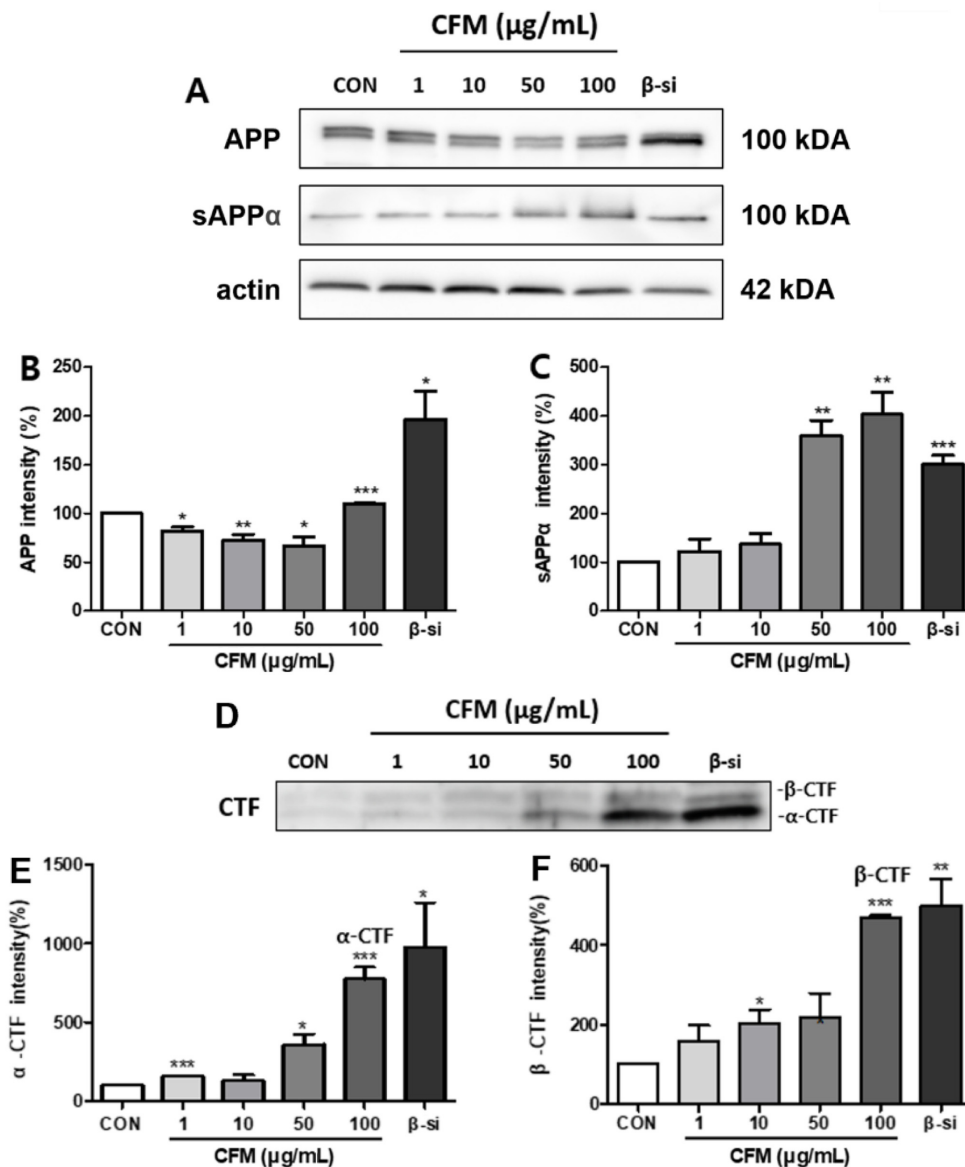 CFM (µg/mL)
A CON 1 10 50 100 β-si
APP 100 kDA
sAPPα 100 kDA
actin 42 kDA
B
APP intensity (%)
250
200
150
100
50
0
* ** * *** *
CON 1 10 50 100 β-si
CFM (µg/mL)
C
sAPPα intensity (%)
500
400
300
200
100
0
** ** ***
CON 1 10 50 100 β-si
CFM (µg/mL)
D
CFM (µg/mL)
CON 1 10 50 100 β-si
CTF
-β-CTF
-α-CTF
E
α -CTF intensity(%)
1500
1000
500
0
α-CTF
*** * *** *
CON 1 10 50 100 β-si
CFM (µg/mL)
F
β -CTF intensity(%)
600
400
200
0
β-CTF
* * *** **
CON 1 10 50 100 β-si
CFM (µg/mL)